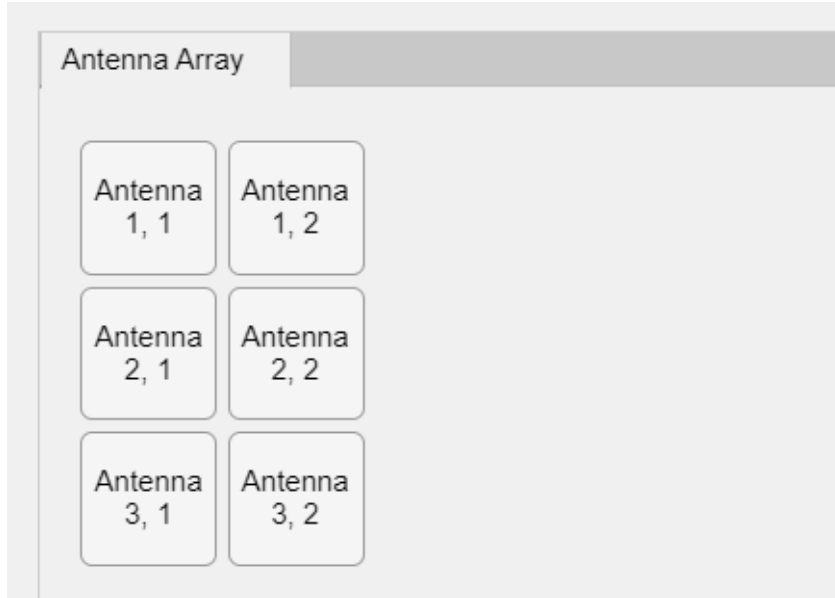 Antenna Array
Antenna
1, 1
Antenna
1, 2
Antenna
2, 1
Antenna
2, 2
Antenna
3, 1
Antenna
3, 2